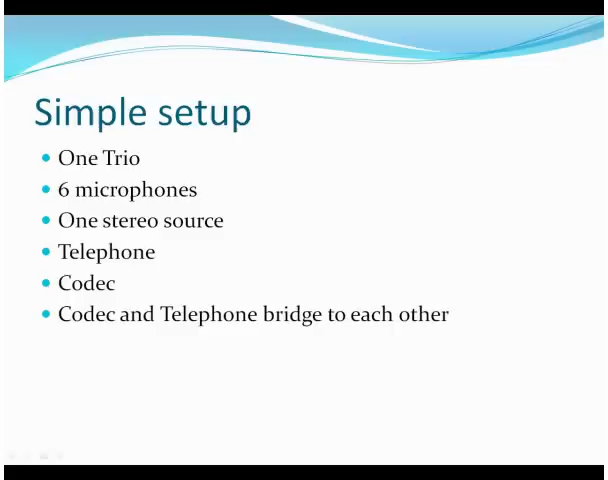 Simple setup
One Trio
6 microphones
One stereo source
Telephone
Codec
Codec and Telephone bridge to each other